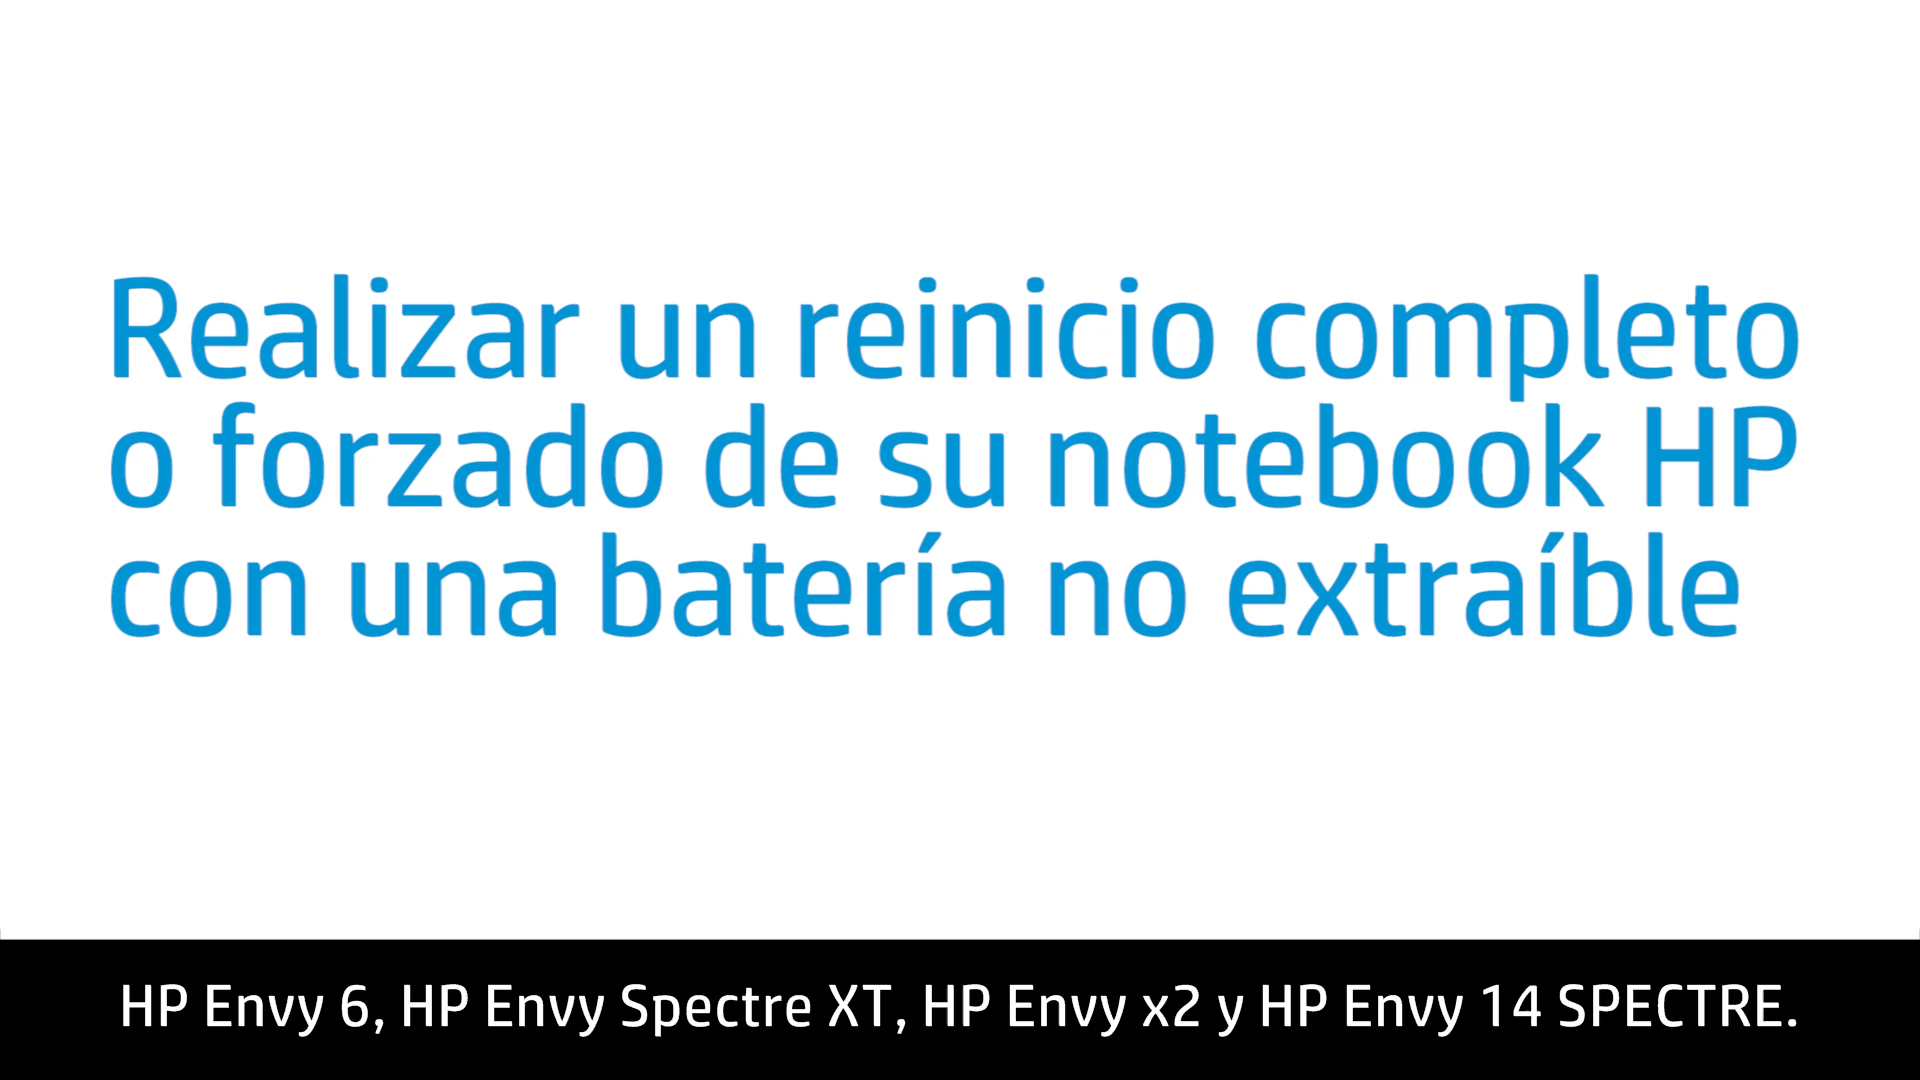 Realizar un reinicio completo
o forzado de su notebook HP
con una batería no extraíble
HP Envy 6, HP Envy Spectre XT, HP Envy x2 y HP Envy 14 SPECTRE.